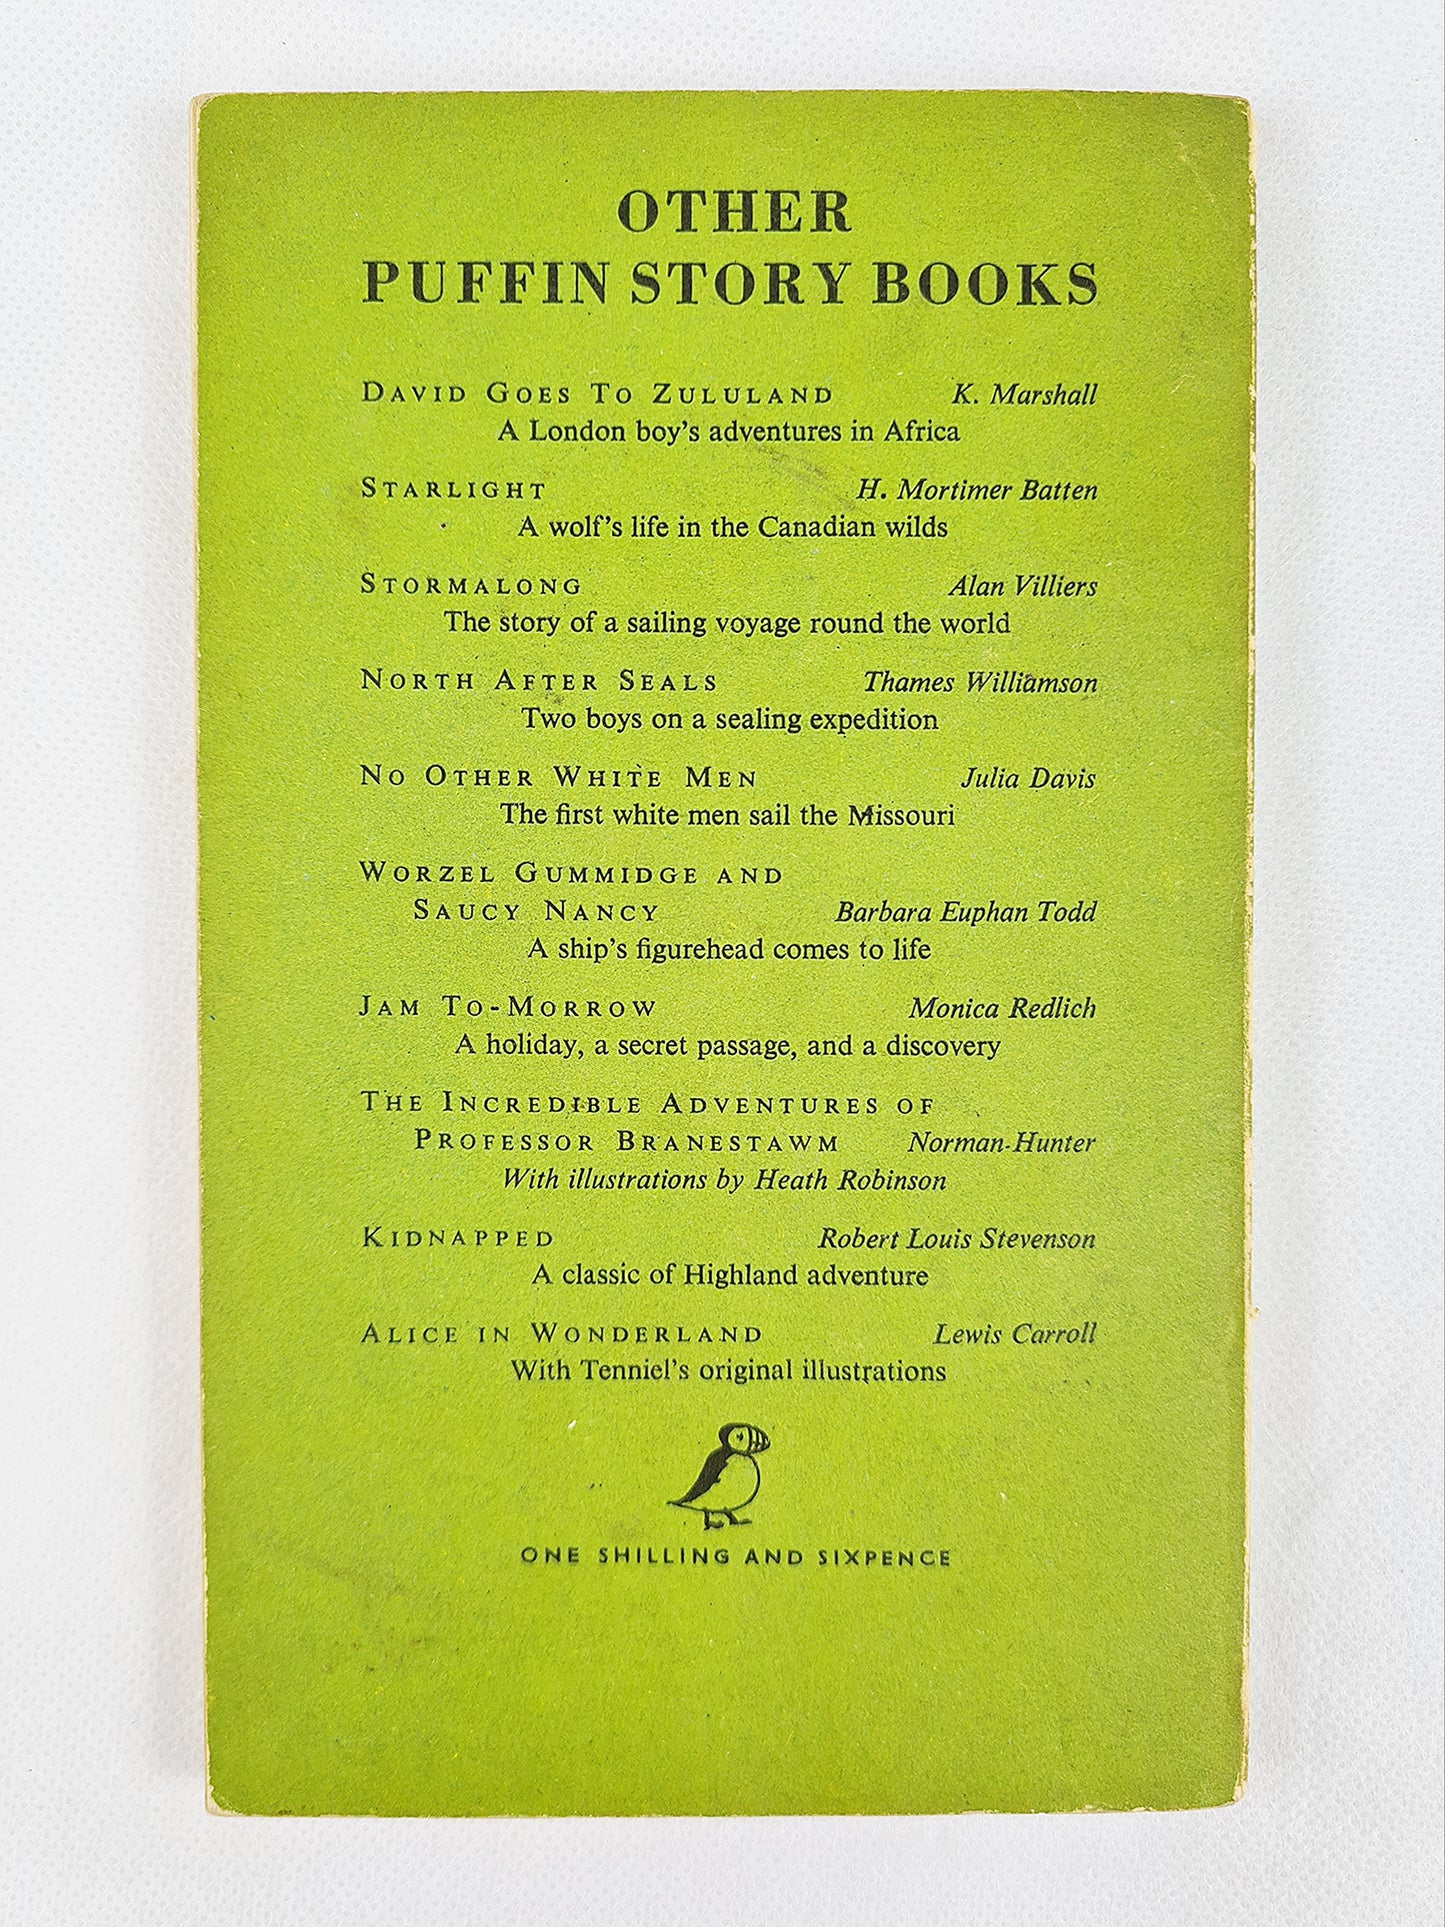 OTHER
PUFFIN STORY BOOKS
DAVID GOES TO ZULULAND K. Marshall
A London boy's adventures in Africa
STARLIGHT H. Mortimer Batten
A wolf's life in the Canadian wilds
STORMALONG Alan Villiers
The story of a sailing voyage round the world
NORTH AFTER SEALS Thames Williamson
Two boys on a sealing expedition
NO OTHER WHITE MEN Julia Davis
The first white men sail the Missouri
WORZEL GUMMIDGE AND
SAUCY NANCY Barbara Euphan Todd
A ship's figurehead comes to life
JAM TO-MORROW Monica Redlich
A holiday, a secret passage, and a discovery
THE INCREDIBLE ADVENTURES OF
PROFESSOR BRANESTAWM Norman Hunter
With illustrations by Heath Robinson
KIDNAPPED Robert Louis Stevenson
A classic of Highland adventure
ALICE IN WONDERLAND Lewis Carroll
With Tenniel's original illustrations
ONE SHILLING AND SIXPENCE